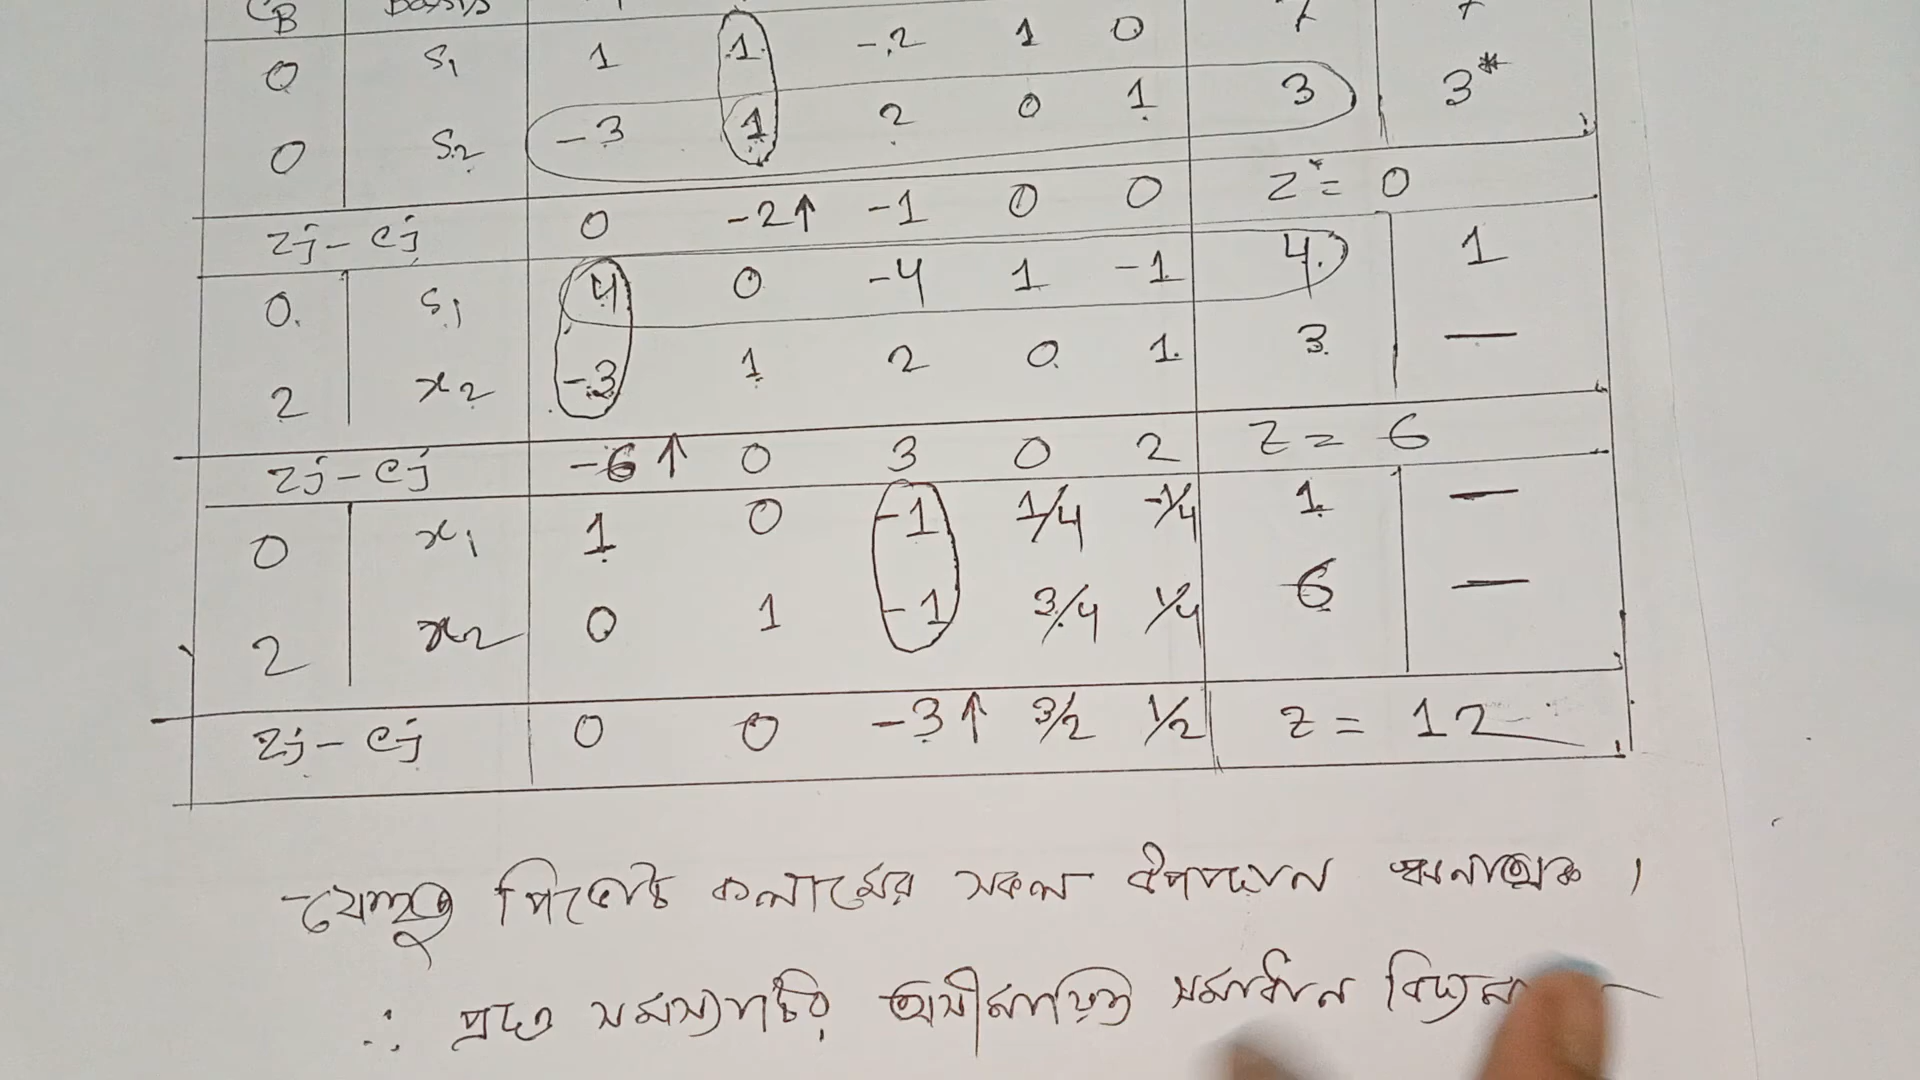 CB Basis
0 s1 1 1 -2 1 0 7 7
0 s2 -3 1 2 0 1 3 3*
zj - cj 0 -2↑ -1 0 0 z* = 0
0 s1 4 0 -4 1 -1 4 1
2 x2 -3 1 2 0 1 3 —
zj - cj -6↑ 0 3 0 2 z = 6
0 x1 1 0 -1 1/4 -1/4 1 —
2 x2 0 1 -1 3/4 1/4 6 —
zj - cj 0 0 -3↑ 3/2 1/2 z = 12
যেহেতু পিভোট কলামের সকল উপাদান ঋনাত্মক ।
∴ প্রদত্ত সমস্যাটির অসীমায়িত সমাধান